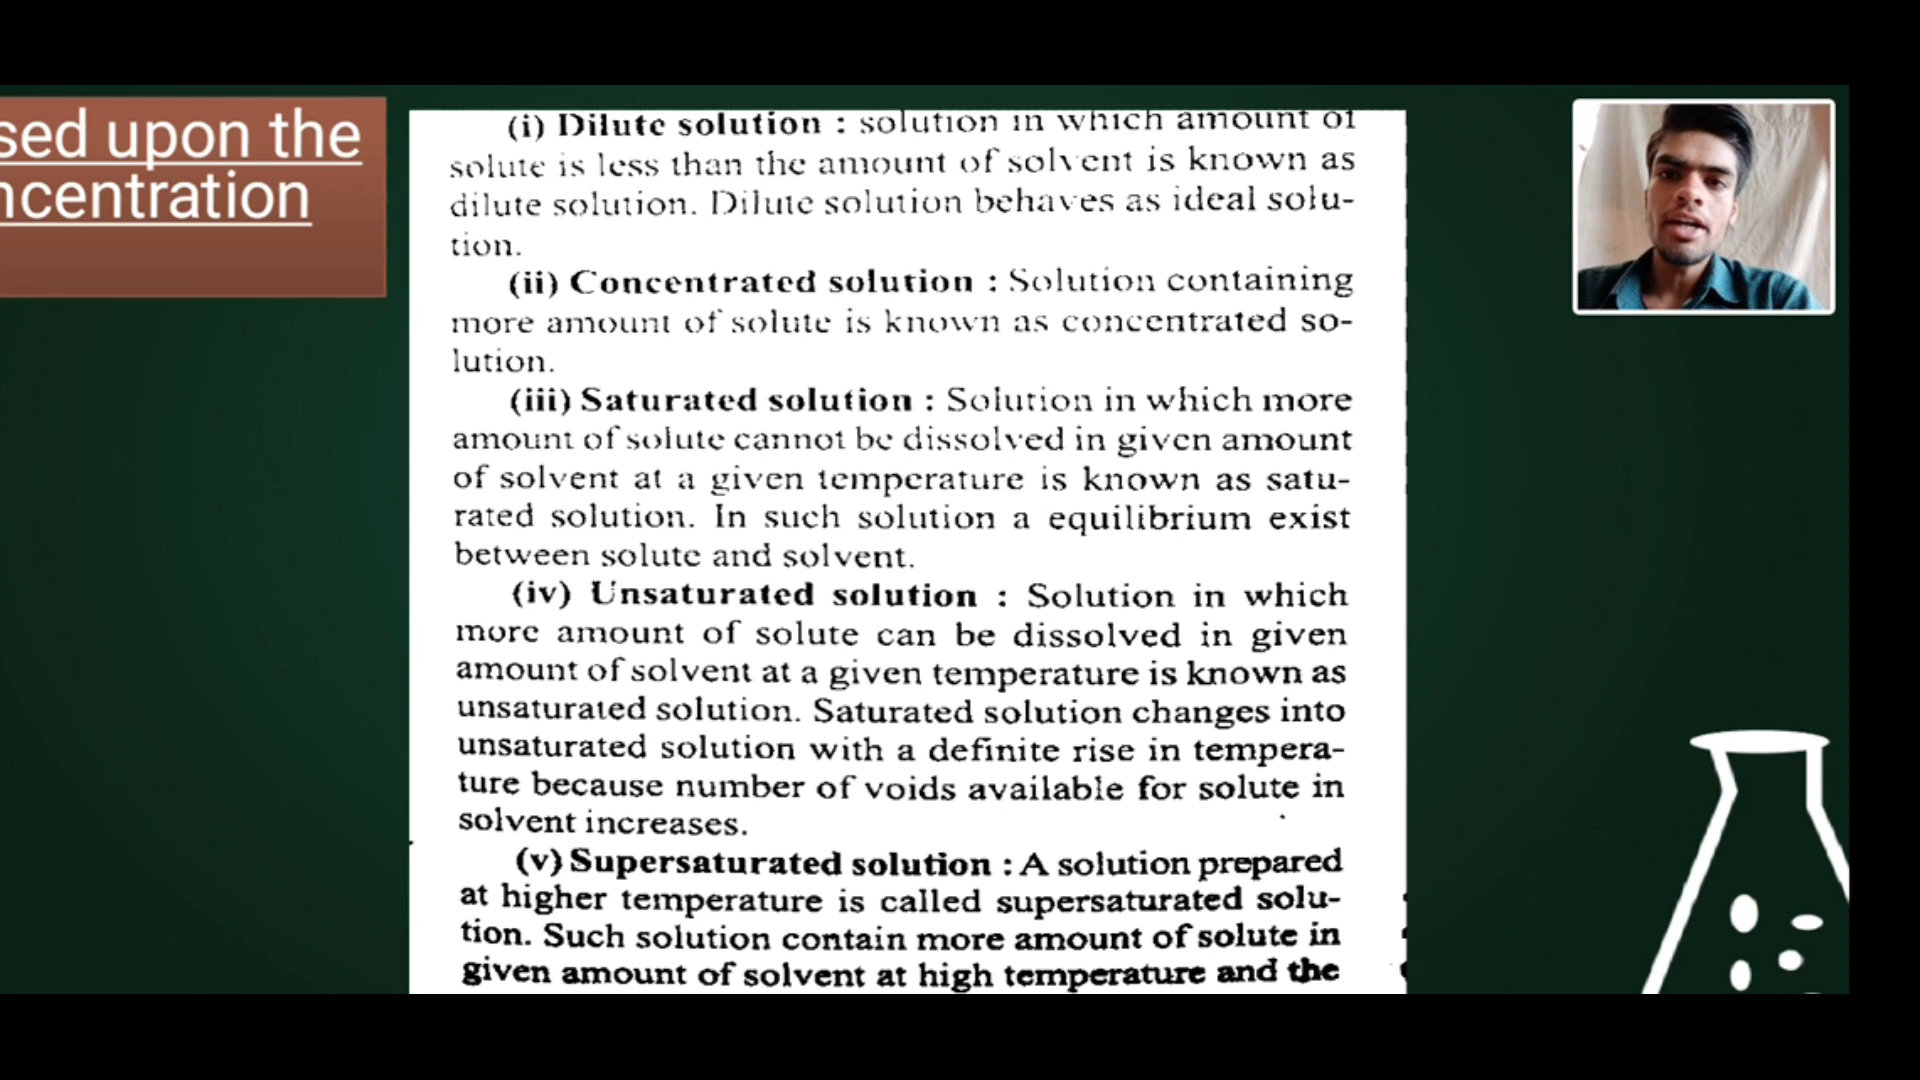 sed upon the
ncentration
(i) Dilute solution : solution in which amount of
solute is less than the amount of solvent is known as
dilute solution. Dilute solution behaves as ideal solu-
tion.
(ii) Concentrated solution : Solution containing
more amount of solute is known as concentrated so-
lution.
(iii) Saturated solution : Solution in which more
amount of solute cannot be dissolved in given amount
of solvent at a given temperature is known as satu-
rated solution. In such solution a equilibrium exist
between solute and solvent.
(iv) Unsaturated solution : Solution in which
more amount of solute can be dissolved in given
amount of solvent at a given temperature is known as
unsaturated solution. Saturated solution changes into
unsaturated solution with a definite rise in tempera-
ture because number of voids available for solute in
solvent increases.
(v) Supersaturated solution : A solution prepared
at higher temperature is called supersaturated solu-
tion. Such solution contain more amount of solute in
given amount of solvent at high temperature and the